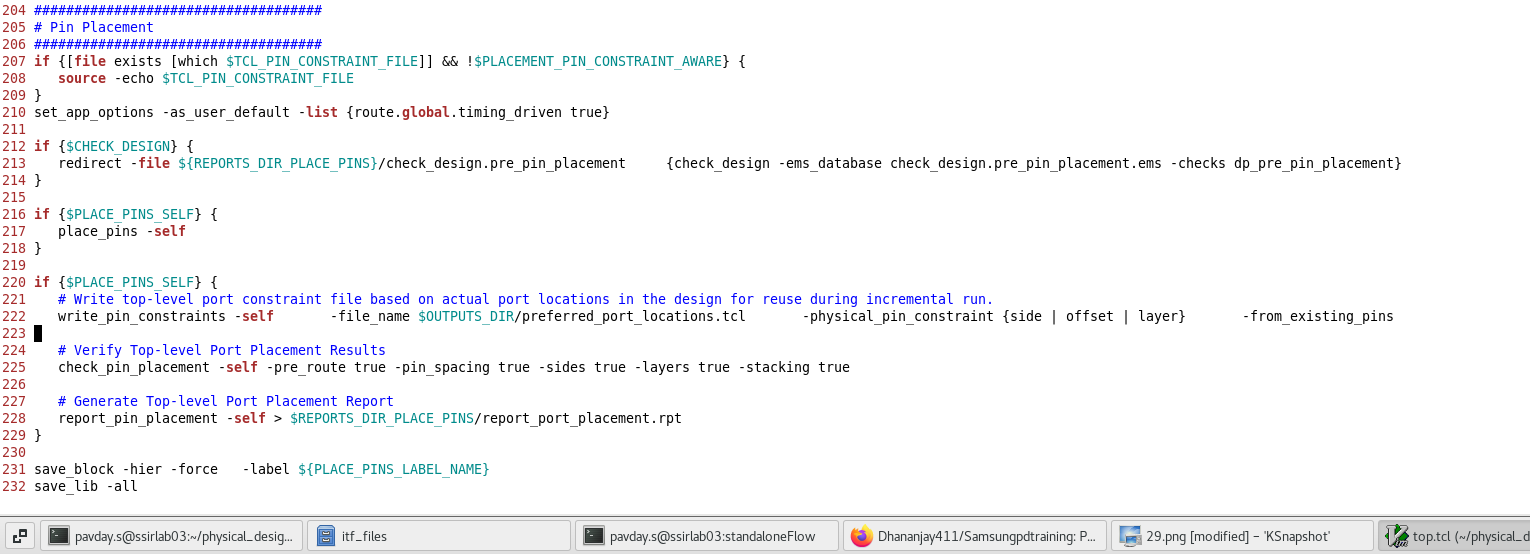 204 ####################################
205 # Pin Placement
206 ####################################
207 if {[file exists [which $TCL_PIN_CONSTRAINT_FILE]] && !$PLACEMENT_PIN_CONSTRAINT_AWARE} {
208    source -echo $TCL_PIN_CONSTRAINT_FILE
209 }
210 set_app_options -as_user_default -list {route.global.timing_driven true}
211
212 if {$CHECK_DESIGN} {
213    redirect -file ${REPORTS_DIR_PLACE_PINS}/check_design.pre_pin_placement     {check_design -ems_database check_design.pre_pin_placement.ems -checks dp_pre_pin_placement}
214 }
215
216 if {$PLACE_PINS_SELF} {
217    place_pins -self
218 }
219
220 if {$PLACE_PINS_SELF} {
221    # Write top-level port constraint file based on actual port locations in the design for reuse during incremental run.
222    write_pin_constraints -self       -file_name $OUTPUTS_DIR/preferred_port_locations.tcl       -physical_pin_constraint {side | offset | layer}       -from_existing_pins
223
224    # Verify Top-level Port Placement Results
225    check_pin_placement -self -pre_route true -pin_spacing true -sides true -layers true -stacking true
226
227    # Generate Top-level Port Placement Report
228    report_pin_placement -self > $REPORTS_DIR_PLACE_PINS/report_port_placement.rpt
229 }
230
231 save_block -hier -force   -label ${PLACE_PINS_LABEL_NAME}
232 save_lib -all
pavday.s@ssirlab03:~/physical_desig...
itf_files
pavday.s@ssirlab03:standaloneFlow
Dhananjay411/Samsungpdtraining: P...
29.png [modified] – 'KSnapshot'
top.tcl (~/physical_d